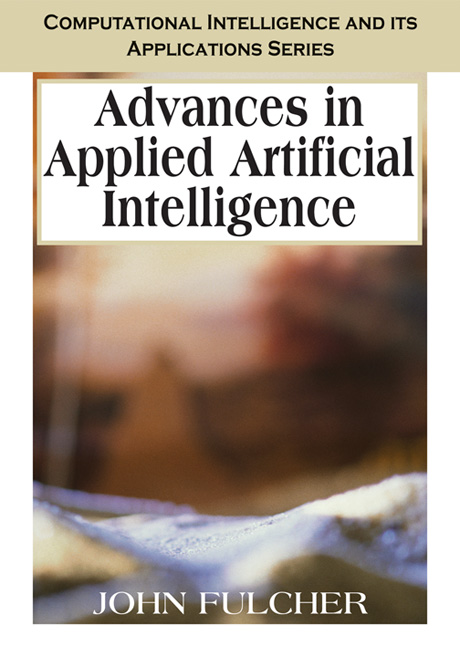 COMPUTATIONAL INTELLIGENCE AND ITS
APPLICATIONS SERIES
Advances in
Applied Artificial
Intelligence
JOHN FULCHER